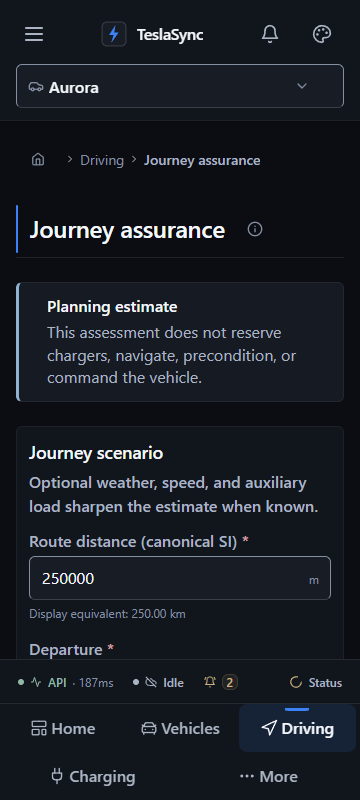 TeslaSync
Aurora
Driving
Journey assurance
Journey assurance
Planning estimate
This assessment does not reserve
chargers, navigate, precondition, or
command the vehicle.
Journey scenario
Optional weather, speed, and auxiliary
load sharpen the estimate when known.
Route distance (canonical SI) *
250000 m
Display equivalent: 250.00 km
Departure *
API · 187ms Idle 2 Status
Home Vehicles Driving
Charging More